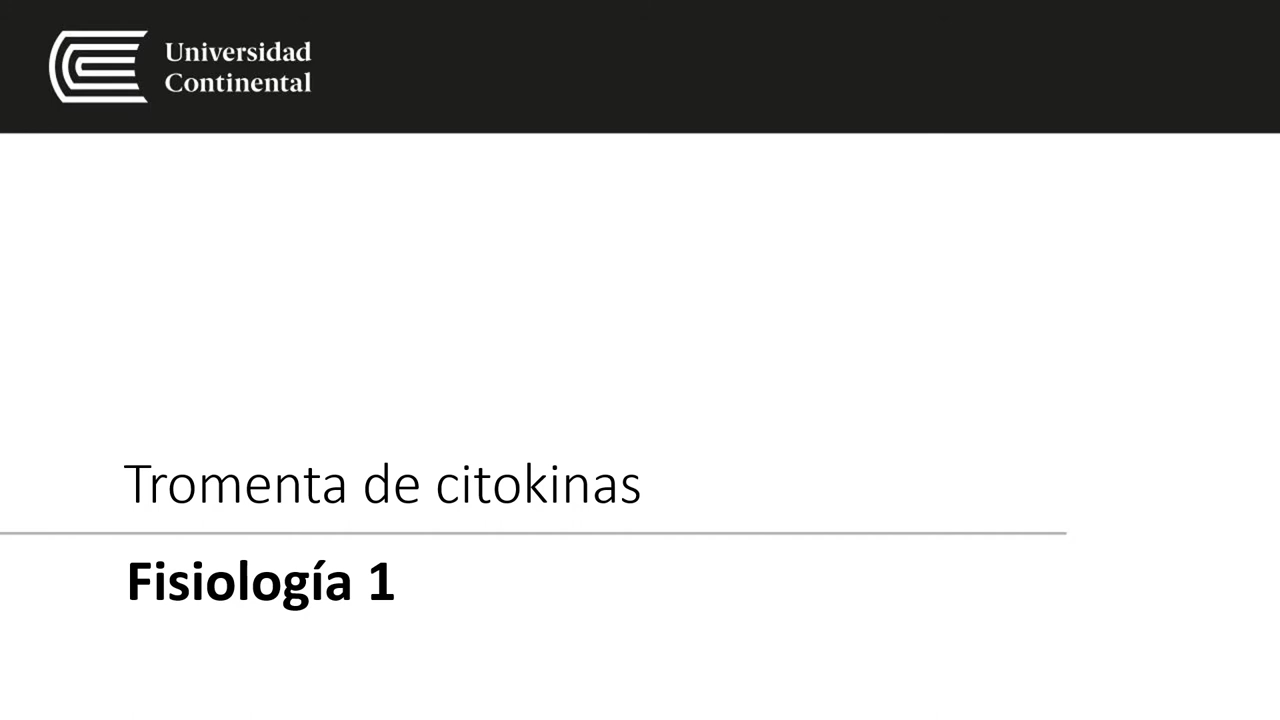 Universidad
Continental
Tromenta de citokinas
Fisiología 1